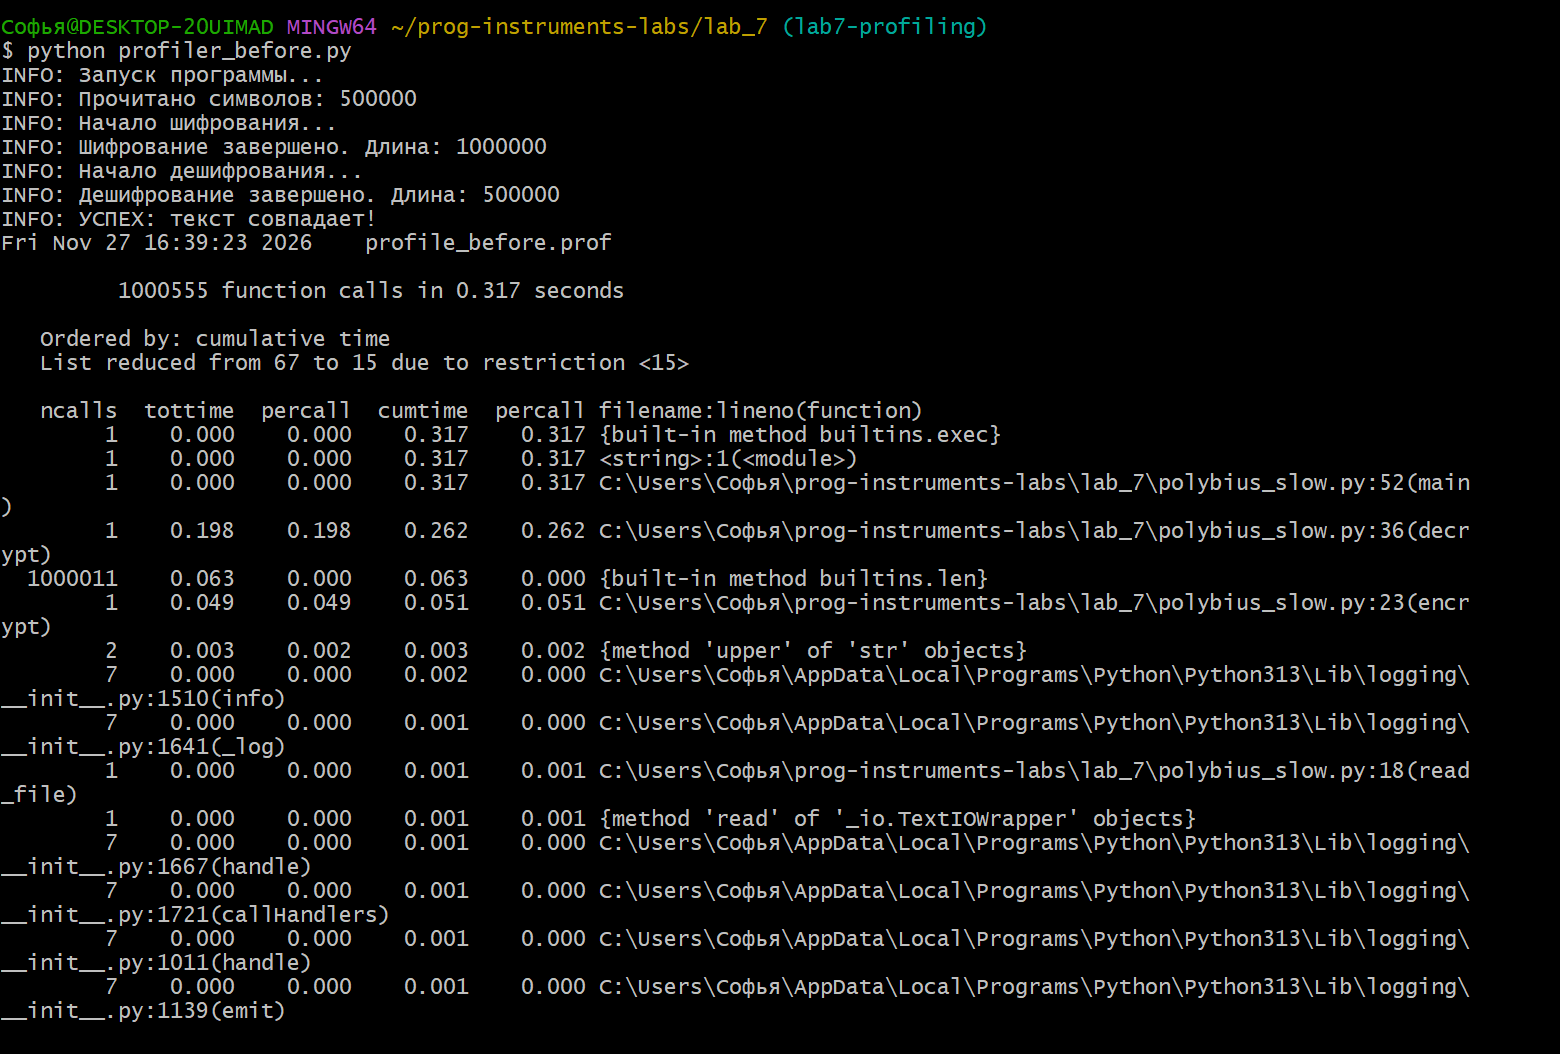 Софья@DESKTOP-2OUIMAD MINGW64 ~/prog-instruments-labs/lab_7 (lab7-profiling)
$ python profiler_before.py
INFO: Запуск программы...
INFO: Прочитано символов: 500000
INFO: Начало шифрования...
INFO: Шифрование завершено. Длина: 1000000
INFO: Начало дешифрования...
INFO: Дешифрование завершено. Длина: 500000
INFO: УСПЕХ: текст совпадает!
Fri Nov 27 16:39:23 2026    profile_before.prof
         1000555 function calls in 0.317 seconds
   Ordered by: cumulative time
   List reduced from 67 to 15 due to restriction <15>
   ncalls  tottime  percall  cumtime  percall filename:lineno(function)
        1    0.000    0.000    0.317    0.317 {built-in method builtins.exec}
        1    0.000    0.000    0.317    0.317 <string>:1(<module>)
        1    0.000    0.000    0.317    0.317 C:\Users\Софья\prog-instruments-labs\lab_7\polybius_slow.py:52(main
)
        1    0.198    0.198    0.262    0.262 C:\Users\Софья\prog-instruments-labs\lab_7\polybius_slow.py:36(decr
ypt)
  1000011    0.063    0.000    0.063    0.000 {built-in method builtins.len}
        1    0.049    0.049    0.051    0.051 C:\Users\Софья\prog-instruments-labs\lab_7\polybius_slow.py:23(encr
ypt)
        2    0.003    0.002    0.003    0.002 {method 'upper' of 'str' objects}
        7    0.000    0.000    0.002    0.000 C:\Users\Софья\AppData\Local\Programs\Python\Python313\Lib\logging\
__init__.py:1510(info)
        7    0.000    0.000    0.001    0.000 C:\Users\Софья\AppData\Local\Programs\Python\Python313\Lib\logging\
__init__.py:1641(_log)
        1    0.000    0.000    0.001    0.001 C:\Users\Софья\prog-instruments-labs\lab_7\polybius_slow.py:18(read
_file)
        1    0.000    0.000    0.001    0.001 {method 'read' of '_io.TextIOWrapper' objects}
        7    0.000    0.000    0.001    0.000 C:\Users\Софья\AppData\Local\Programs\Python\Python313\Lib\logging\
__init__.py:1667(handle)
        7    0.000    0.000    0.001    0.000 C:\Users\Софья\AppData\Local\Programs\Python\Python313\Lib\logging\
__init__.py:1721(callHandlers)
        7    0.000    0.000    0.001    0.000 C:\Users\Софья\AppData\Local\Programs\Python\Python313\Lib\logging\
__init__.py:1011(handle)
        7    0.000    0.000    0.001    0.000 C:\Users\Софья\AppData\Local\Programs\Python\Python313\Lib\logging\
__init__.py:1139(emit)